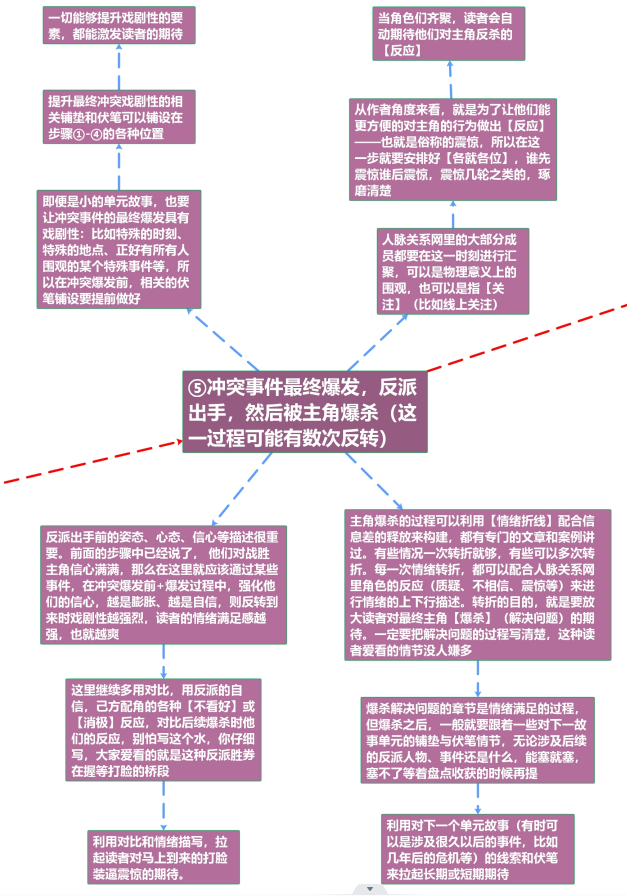 一切能够提升戏剧性的要
素，都能激发读者的期待
提升最终冲突戏剧性的相
关铺垫和伏笔可以铺设在
步骤①-④的各种位置
即便是小的单元故事，也要
让冲突事件的最终爆发具有
戏剧性：比如特殊的时刻、
特殊的地点、正好有所有人
围观的某个特殊事件等，所
以在冲突爆发前，相关的伏
笔铺设要提前做好
当角色们齐聚，读者会自
动期待他们对主角反杀的
【反应】
从作者角度来看，就是为了让他们能
更方便的对主角的行为做出【反应】
——也就是俗称的震惊，所以在这
一步就要安排好【各就各位】，谁先
震惊谁后震惊，震惊几轮之类的，琢
磨清楚
人脉关系网里的大部分成
员都要在这一时刻进行汇
聚，可以是物理意义上的
围观，也可以是指【关
注】（比如线上关注）
⑤冲突事件最终爆发，反派
出手，然后被主角爆杀（这
一过程可能有数次反转）
反派出手前的姿态、心态、信心等描述很重
要。前面的步骤中已经说了， 他们对战胜
主角信心满满，那么在这里就应该通过某些
事件，在冲突爆发前+爆发过程中，强化他
们的信心，越是膨胀、越是自信，则反转到
来时戏剧性越强烈，读者的情绪满足感越
强，也就越爽
这里继续多用对比，用反派的自
信，己方配角的各种【不看好】或
【消极】反应，对比后续爆杀时他
们的反应，别怕写这个水，你仔细
写，大家爱看的就是这种反派胜券
在握等打脸的桥段
利用对比和情绪描写，拉
起读者对马上到来的打脸
装逼震惊的期待。
主角爆杀的过程可以利用【情绪折线】配合信
息差的释放来构建，都有专门的文章和案例讲
过。有些情况一次转折就够，有些可以多次转
折。每一次情绪转折，都可以配合人脉关系网
里角色的反应（质疑、不相信、震惊等）来进
行情绪的上下行描述。转折的目的，就是要放
大读者对最终主角【爆杀】（解决问题）的期
待。一定要把解决问题的过程写清楚，这种读
者爱看的情节没人嫌多
爆杀解决问题的章节是情绪满足的过程，
但爆杀之后，一般就要跟着一些对下一故
事单元的铺垫与伏笔情节，无论涉及后续
的反派人物、事件还是什么，能塞就塞，
塞不了等着盘点收获的时候再提
利用对下一个单元故事（有时可
以是涉及很久以后的事件，比如
几年后的危机等）的线索和伏笔
来拉起长期或短期期待